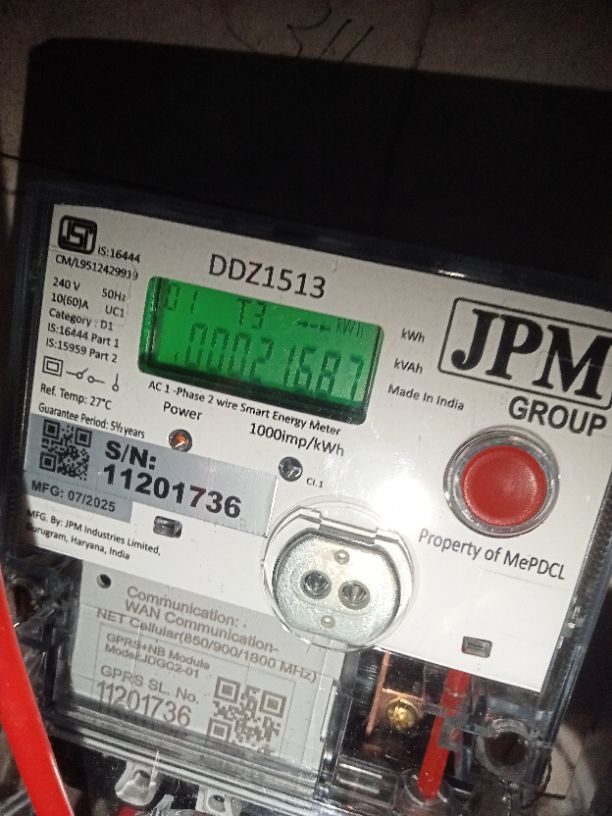 ISI
IS:16444
CM/L9512429919
DDZ1513
240 V 50Hz
10(60)A UC1
Category : D1
IS:16444 Part 1
IS:15959 Part 2
Ref. Temp: 27°C
Guarantee Period: 5½ years
T3 kWh
00021687
kWh
kVAh
Made In India
JPM
GROUP
AC 1 -Phase 2 wire Smart Energy Meter
Power
1000imp/kWh
Cl.1
S/N:
11201736
MFG: 07/2025
MFG. By: JPM Industries Limited,
Gurugram, Haryana, India
Property of MePDCL
Communication:
WAN Communication-
NET Cellular(850/900/1800 MHz)
GPRS+NB Module
Model:JDGC2-01
GPRS SL. No.
11201736